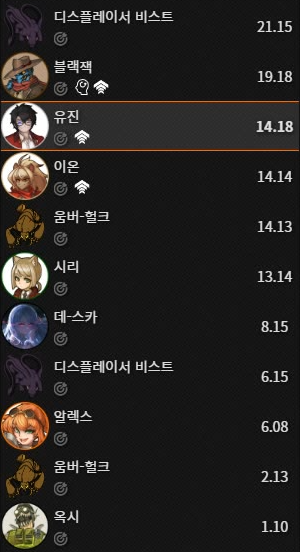 디스플레이서 비스트 21.15
블랙잭 19.18
유진 14.18
이온 14.14
움버-헐크 14.13
시리 13.14
데-스카 8.15
디스플레이서 비스트 6.15
알렉스 6.08
움버-헐크 2.13
옥시 1.10